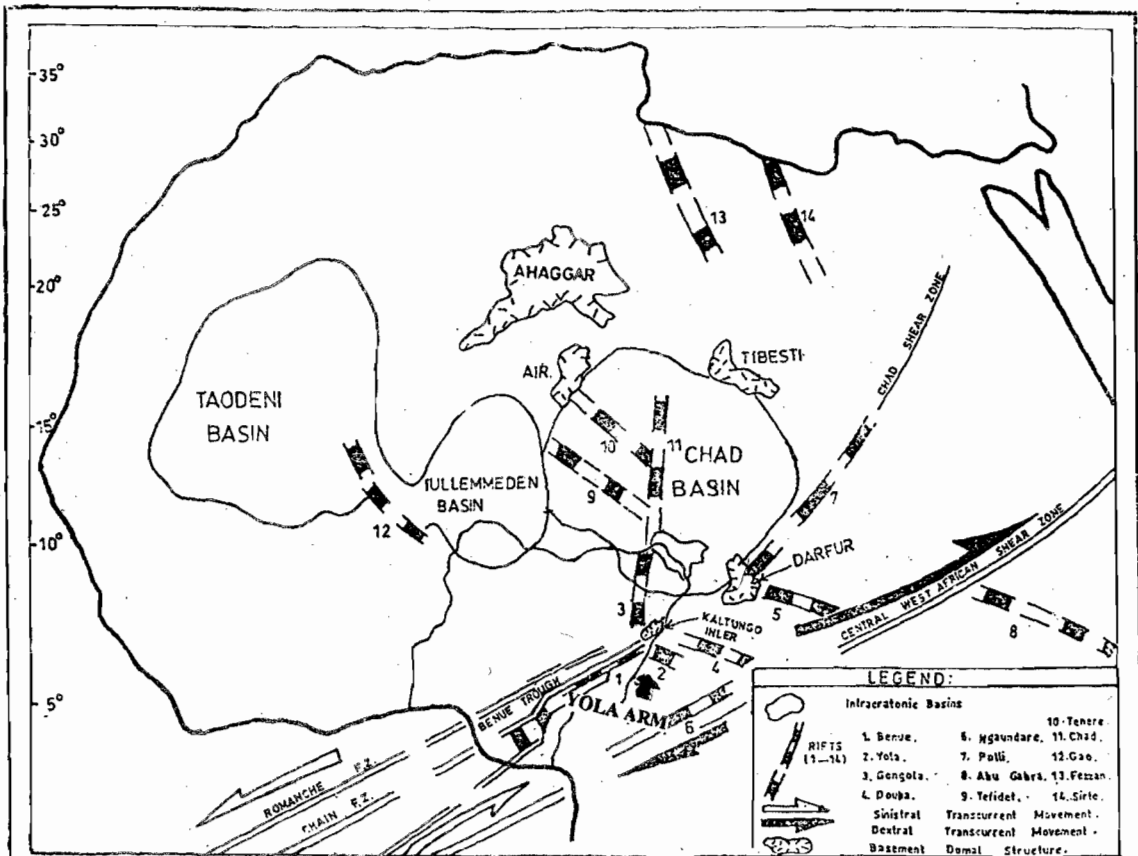 35°
30°
25°
20°
15°
10°
5°
13
14
AHAGGAR
CHAD SHEAR ZONE
AIR.
TIBESTI
TAODENI
BASIN
10
11
CHAD
BASIN
TULLEMMEDEN
BASIN
9
7
12
DARFUR
3
5
CENTRAL WEST AFRICAN SHEAR ZONE
KALTUNGO
INLER
8
4
2
1
BENUE TROUGH
YOLA ARM
6
ROMANCHE F.Z.
CHAIN F.Z.
LEGEND:
Intracratonic Basins
RIFTS
(1—14)
1. Benue.
2. Yola.
3. Gongola.
4. Douka.
5. Ngaundare.
7. Polli.
8. Abu Gabra.
9. Tefidet.
10-Tenere.
11. Chad.
12. Gao.
13. Fezzan.
14. Sirte.
Sinistral Transcurrent Movement.
Dextral Transcurrent Movement.
Basement Domal Structure.